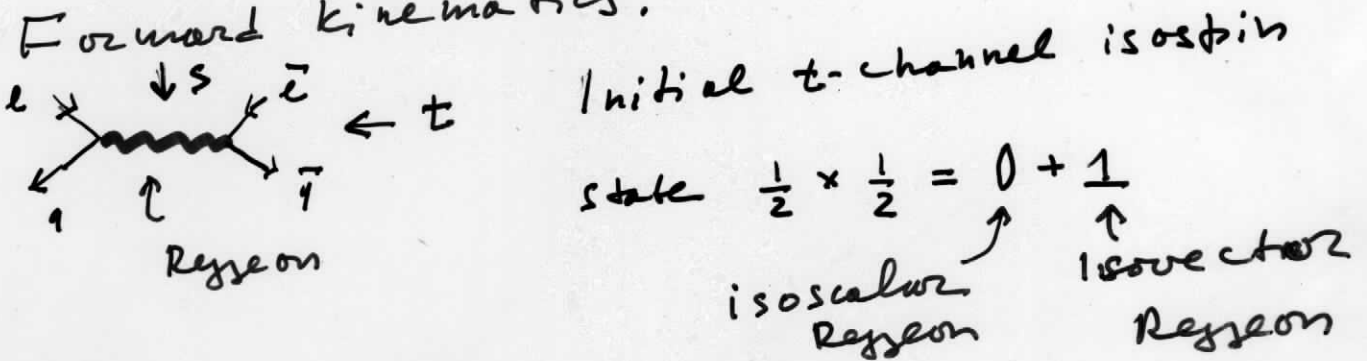 Forward kinematics.
↓ s
l
ē
← t
q
q̄
Reggeon
Initial t-channel isospin
state 1/2 × 1/2 = 0 + 1
isoscalar Reggeon
Isovector Reggeon